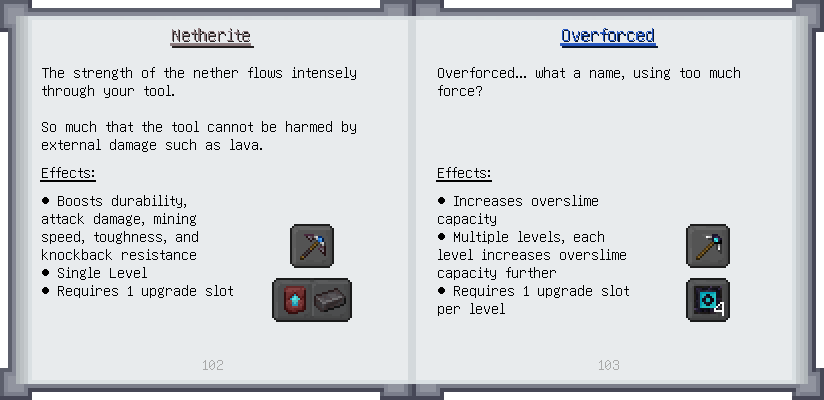 Netherite
The strength of the nether flows intensely
through your tool.
So much that the tool cannot be harmed by
external damage such as lava.
Effects:
• Boosts durability,
attack damage, mining
speed, toughness, and
knockback resistance
• Single Level
• Requires 1 upgrade slot
102
Overforced
Overforced... what a name, using too much
force?
Effects:
• Increases overslime
capacity
• Multiple levels, each
level increases overslime
capacity further
• Requires 1 upgrade slot
per level
4
103